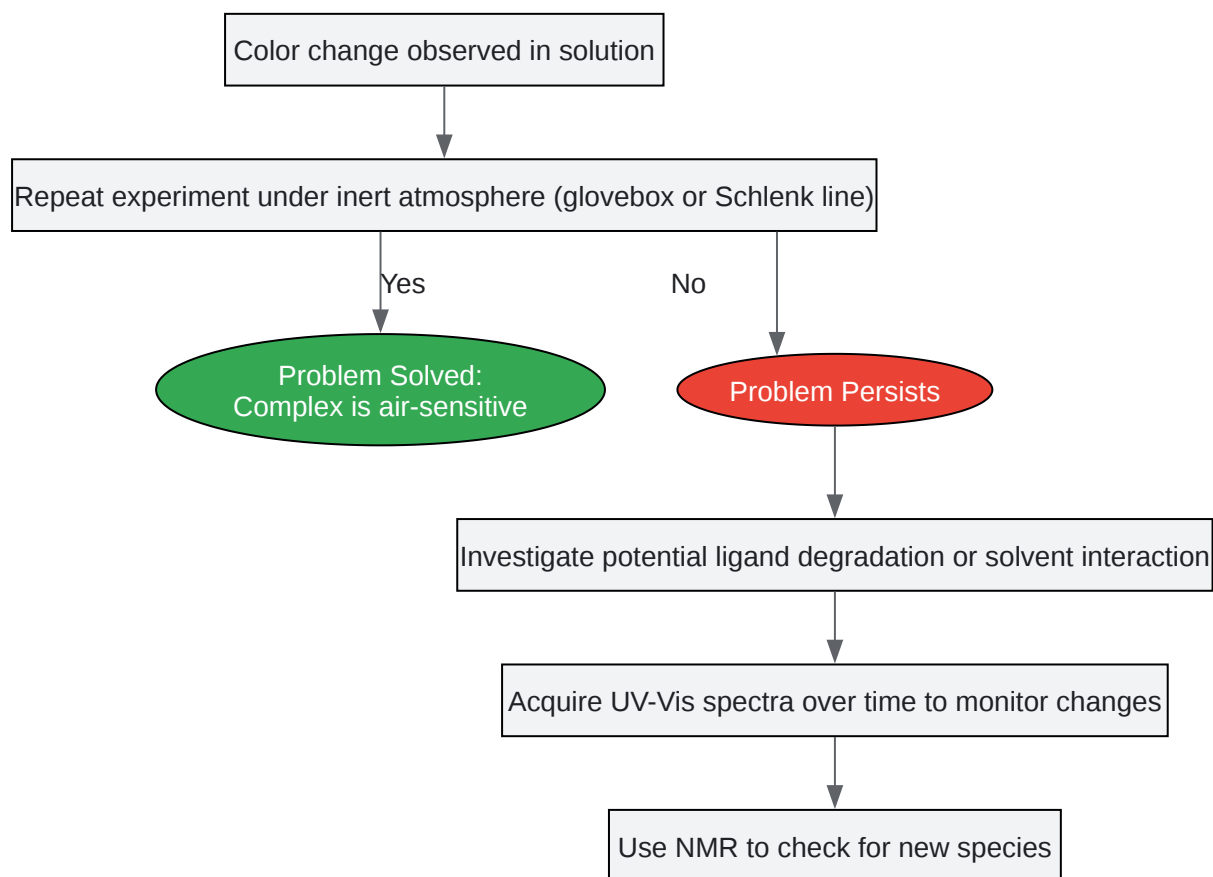 Color change observed in solution
Repeat experiment under inert atmosphere (glovebox or Schlenk line)
Yes
No
Problem Solved:
Complex is air-sensitive
Problem Persists
Investigate potential ligand degradation or solvent interaction
Acquire UV-Vis spectra over time to monitor changes
Use NMR to check for new species